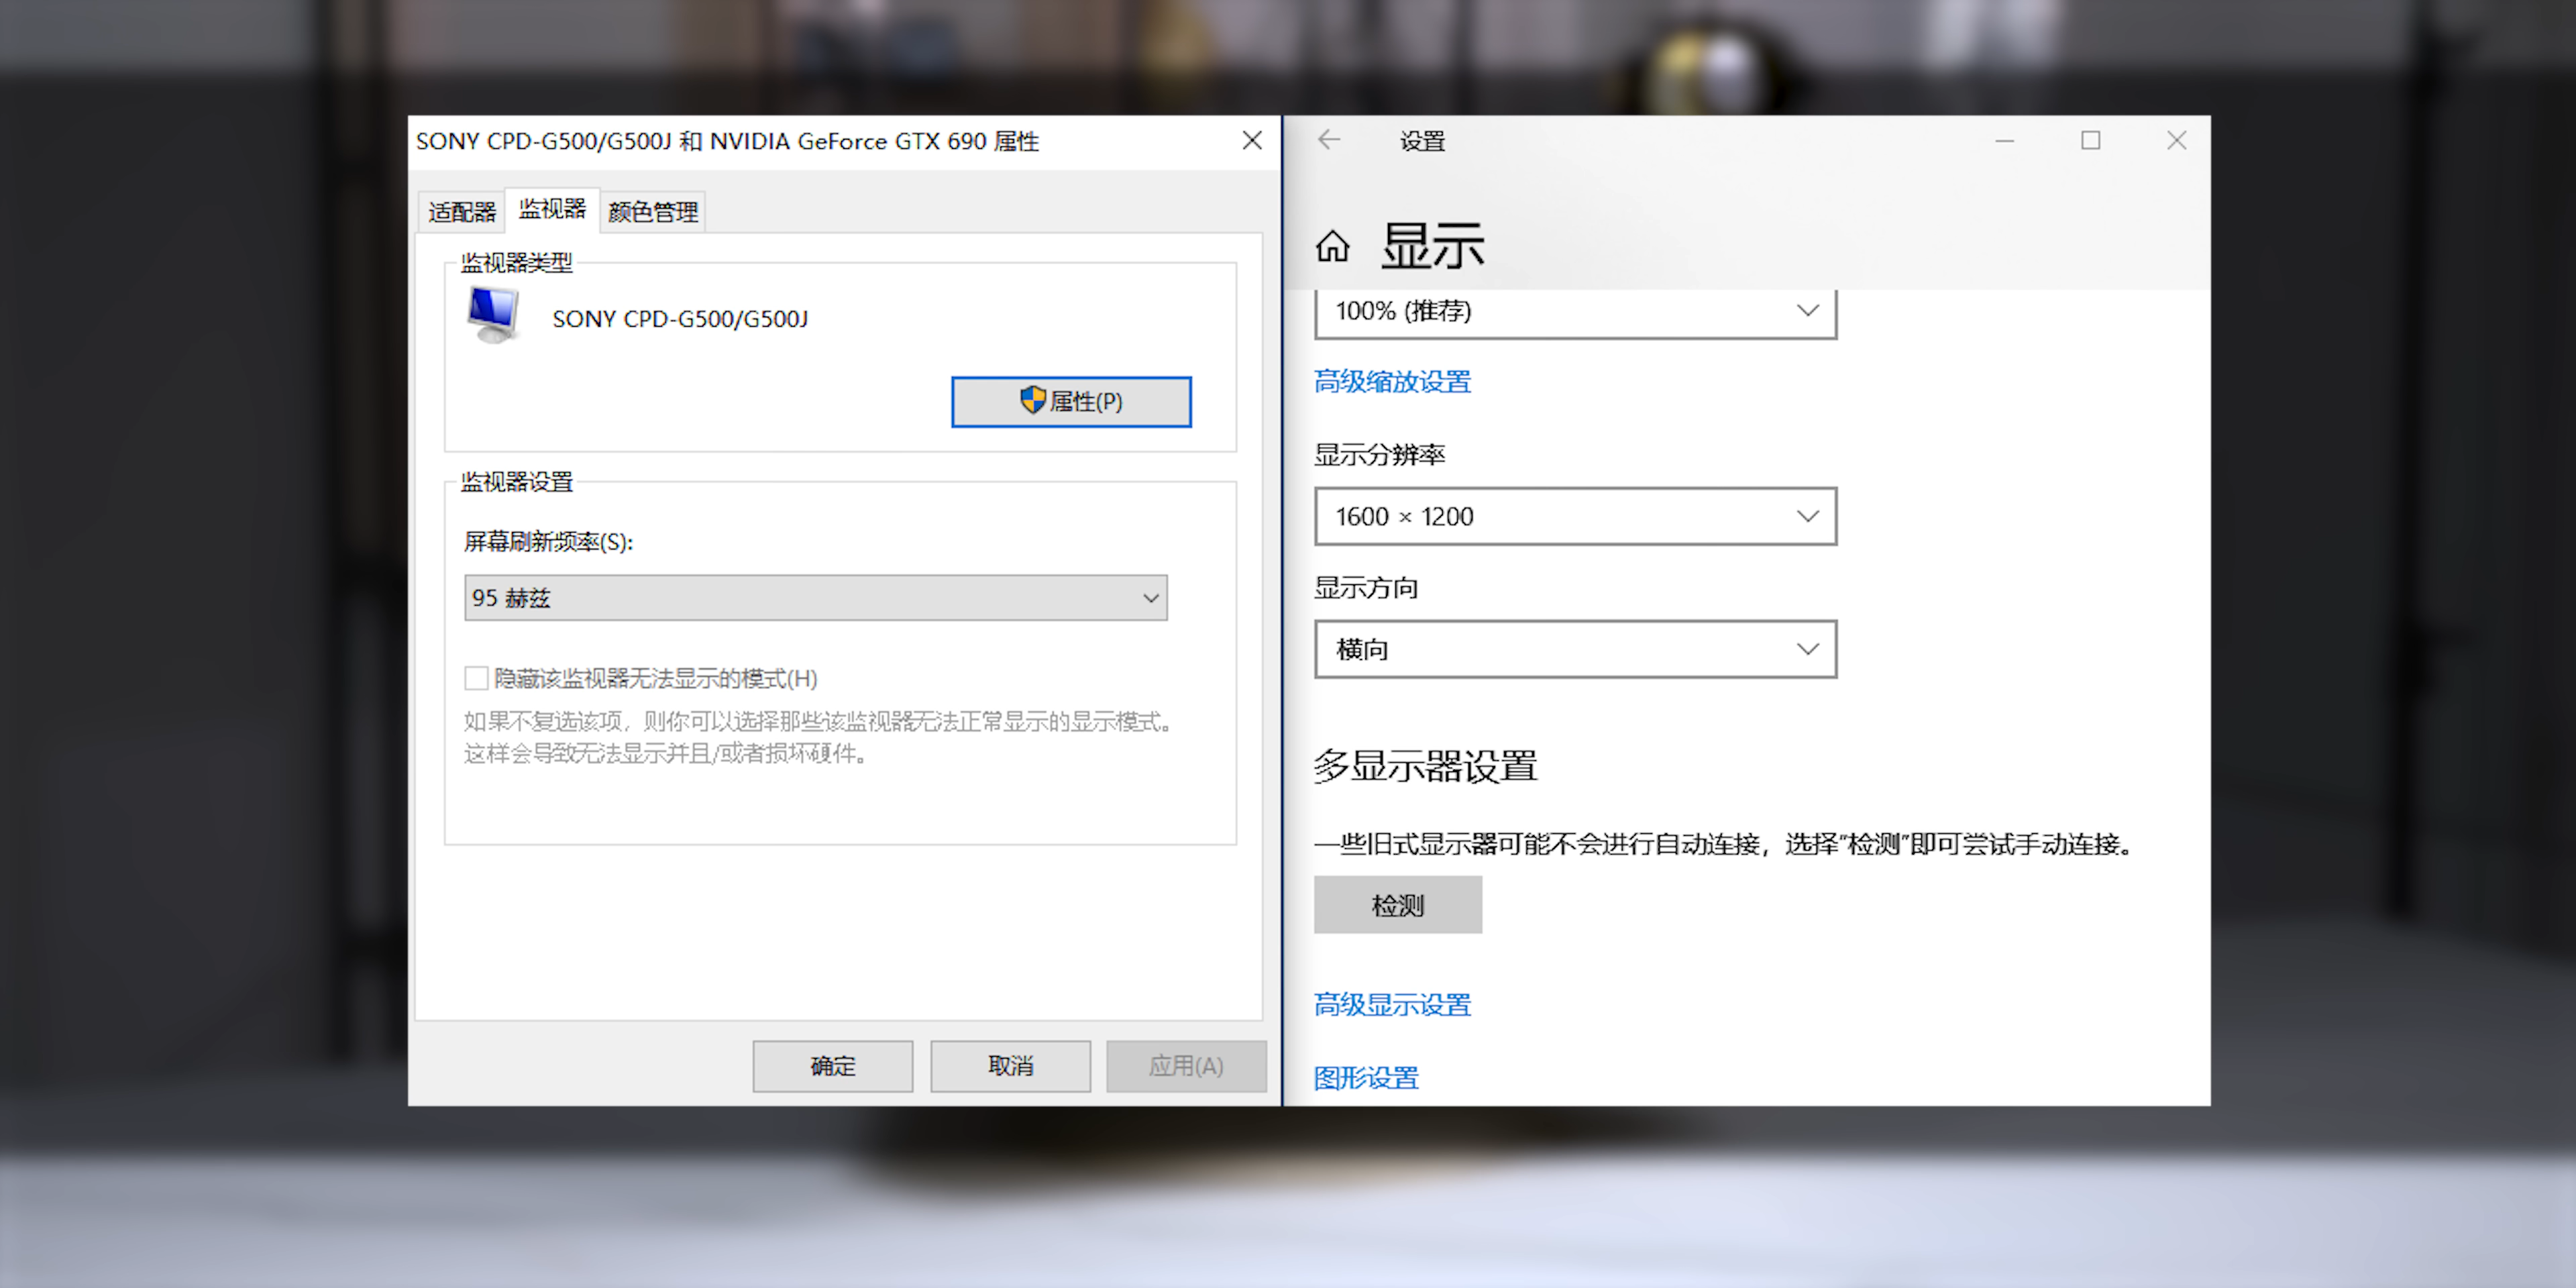 SONY CPD-G500/G500J 和 NVIDIA GeForce GTX 690 属性
适配器
监视器
颜色管理
监视器类型
SONY CPD-G500/G500J
属性(P)
监视器设置
屏幕刷新频率(S):
95 赫兹
隐藏该监视器无法显示的模式(H)
如果不复选该项，则你可以选择那些该监视器无法正常显示的显示模式。
这样会导致无法显示并且/或者损坏硬件。
确定
取消
应用(A)
设置
显示
100% (推荐)
高级缩放设置
显示分辨率
1600 × 1200
显示方向
横向
多显示器设置
一些旧式显示器可能不会进行自动连接，选择"检测"即可尝试手动连接。
检测
高级显示设置
图形设置